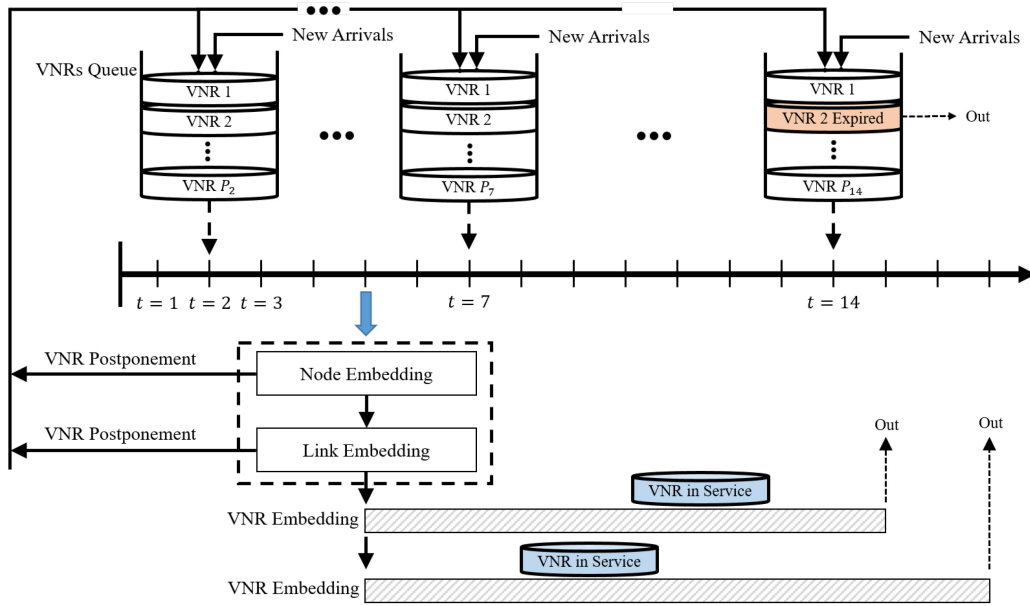 New Arrivals
New Arrivals
New Arrivals
VNRs Queue
VNR 1
VNR 2
VNR P₂
VNR 1
VNR 2
VNR P₇
VNR 1
VNR 2 Expired
VNR P₁₄
Out
t = 1
t = 2
t = 3
t = 7
t = 14
VNR Postponement
Node Embedding
VNR Postponement
Link Embedding
Out
Out
VNR in Service
VNR Embedding
VNR in Service
VNR Embedding